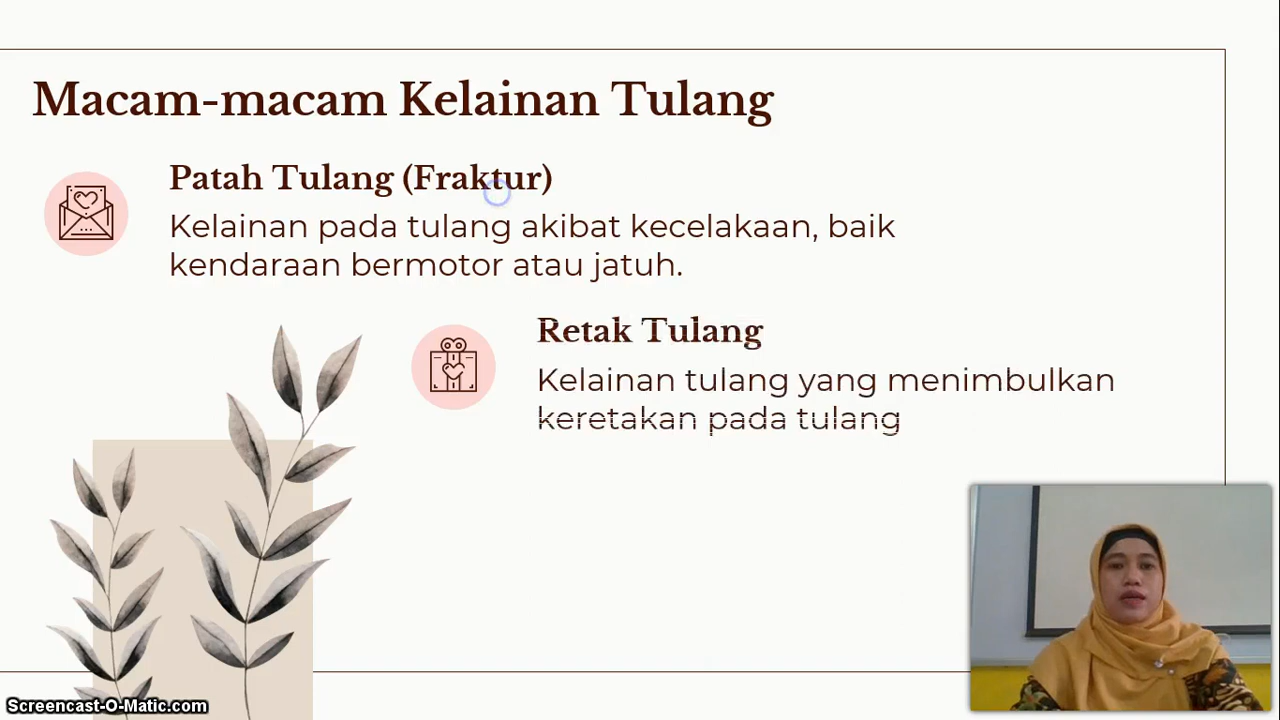 Macam-macam Kelainan Tulang
Patah Tulang (Fraktur)
Kelainan pada tulang akibat kecelakaan, baik
kendaraan bermotor atau jatuh.
Retak Tulang
Kelainan tulang yang menimbulkan
keretakan pada tulang
Screencast-O-Matic.com